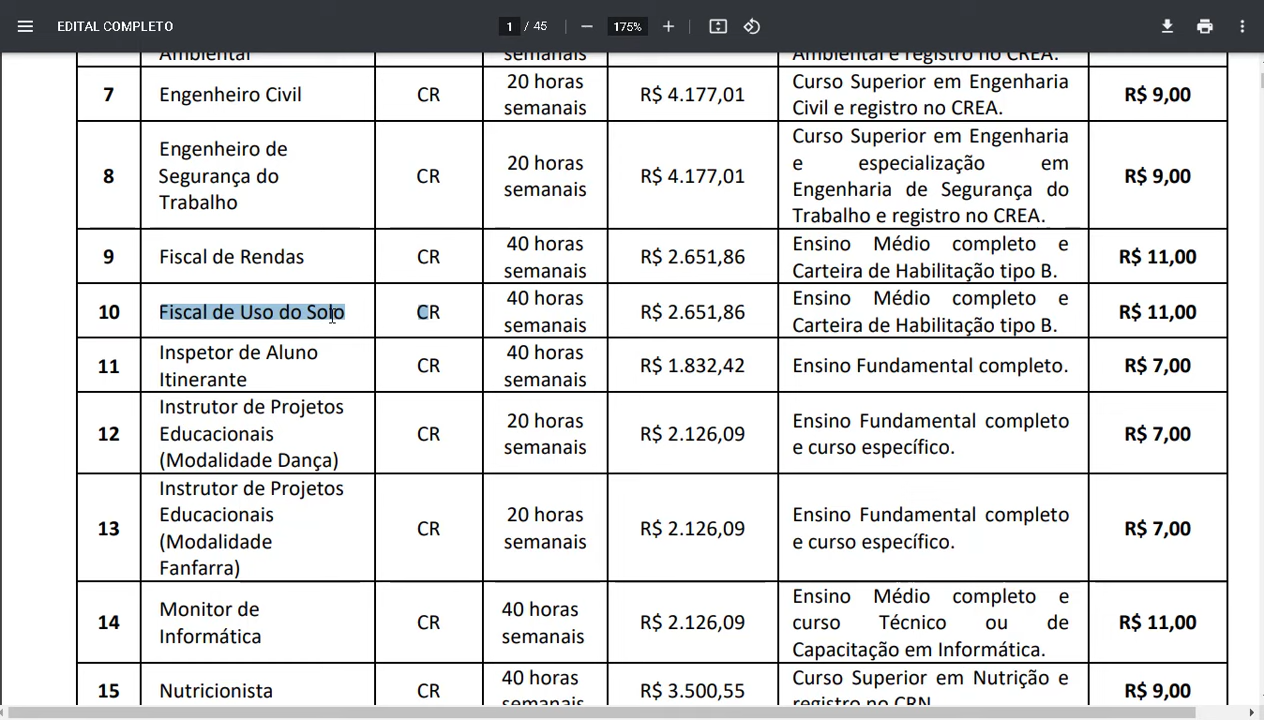 EDITAL COMPLETO
1 / 45
175%
Ambiental semanais Ambiental e registro no CREA.
7 Engenheiro Civil CR 20 horas semanais R$ 4.177,01 Curso Superior em Engenharia Civil e registro no CREA. R$ 9,00
8 Engenheiro de Segurança do Trabalho CR 20 horas semanais R$ 4.177,01 Curso Superior em Engenharia e especialização em Engenharia de Segurança do Trabalho e registro no CREA. R$ 9,00
9 Fiscal de Rendas CR 40 horas semanais R$ 2.651,86 Ensino Médio completo e Carteira de Habilitação tipo B. R$ 11,00
10 Fiscal de Uso do Solo CR 40 horas semanais R$ 2.651,86 Ensino Médio completo e Carteira de Habilitação tipo B. R$ 11,00
11 Inspetor de Aluno Itinerante CR 40 horas semanais R$ 1.832,42 Ensino Fundamental completo. R$ 7,00
12 Instrutor de Projetos Educacionais (Modalidade Dança) CR 20 horas semanais R$ 2.126,09 Ensino Fundamental completo e curso específico. R$ 7,00
13 Instrutor de Projetos Educacionais (Modalidade Fanfarra) CR 20 horas semanais R$ 2.126,09 Ensino Fundamental completo e curso específico. R$ 7,00
14 Monitor de Informática CR 40 horas semanais R$ 2.126,09 Ensino Médio completo e curso Técnico ou de Capacitação em Informática. R$ 11,00
15 Nutricionista CR 40 horas semanais R$ 3.500,55 Curso Superior em Nutrição e registro no CRN. R$ 9,00